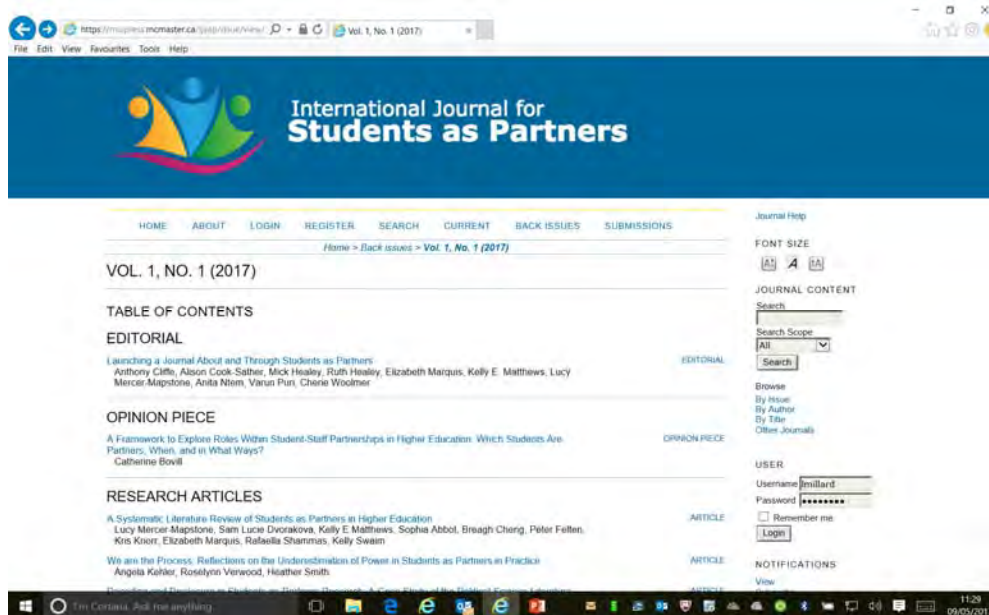 Vol. 1, No. 1 (2017)
File Edit View Favourites Tools Help
International Journal for
Students as Partners
HOME ABOUT LOGIN REGISTER SEARCH CURRENT BACK ISSUES SUBMISSIONS
Home > Back issues > Vol. 1, No. 1 (2017)
VOL. 1, NO. 1 (2017)
TABLE OF CONTENTS
EDITORIAL
Launching a Journal About and Through Students as Partners EDITORIAL
Anthony Cliffe, Alison Cook-Sather, Mick Healey, Ruth Healey, Elizabeth Marquis, Kelly E. Matthews, Lucy
Mercer-Mapstone, Anita Ntem, Varun Puri, Cherie Woolmer
OPINION PIECE
A Framework to Explore Roles Within Student-Staff Partnerships in Higher Education: Which Students Are OPINION PIECE
Partners, When, and in What Ways?
Catherine Bovill
RESEARCH ARTICLES
A Systematic Literature Review of Students as Partners in Higher Education ARTICLE
Lucy Mercer-Mapstone, Sam Lucie Dvorakova, Kelly E Matthews, Sophia Abbot, Breagh Cheng, Peter Felten,
Kris Knorr, Elizabeth Marquis, Rafaella Shammas, Kelly Swaim
We are the Process: Reflections on the Underestimation of Power in Students as Partners in Practice ARTICLE
Angela Kehler, Roselynn Verwood, Heather Smith
Journal Help
FONT SIZE
JOURNAL CONTENT
Search
Search Scope
All
Search
Browse
By Issue
By Author
By Title
Other Journals
USER
Username lmillard
Password
Remember me
Login
NOTIFICATIONS
View
I'm Cortana. Ask me anything.
11:29
09/05/201